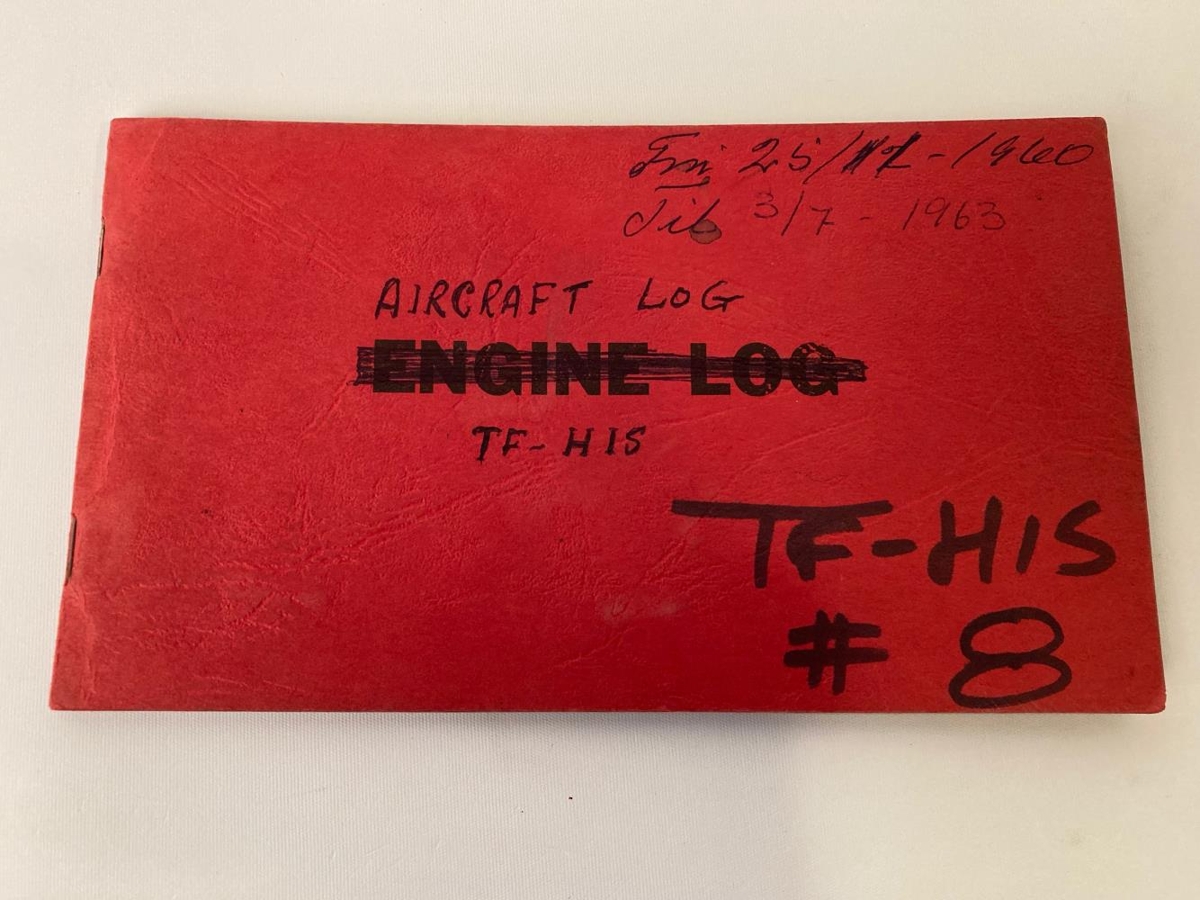 Frá 25/ - 1960
Til 3/7 - 1963
AIRCRAFT LOG
ENGINE LOG
TF-HIS
TF-HIS
# 8